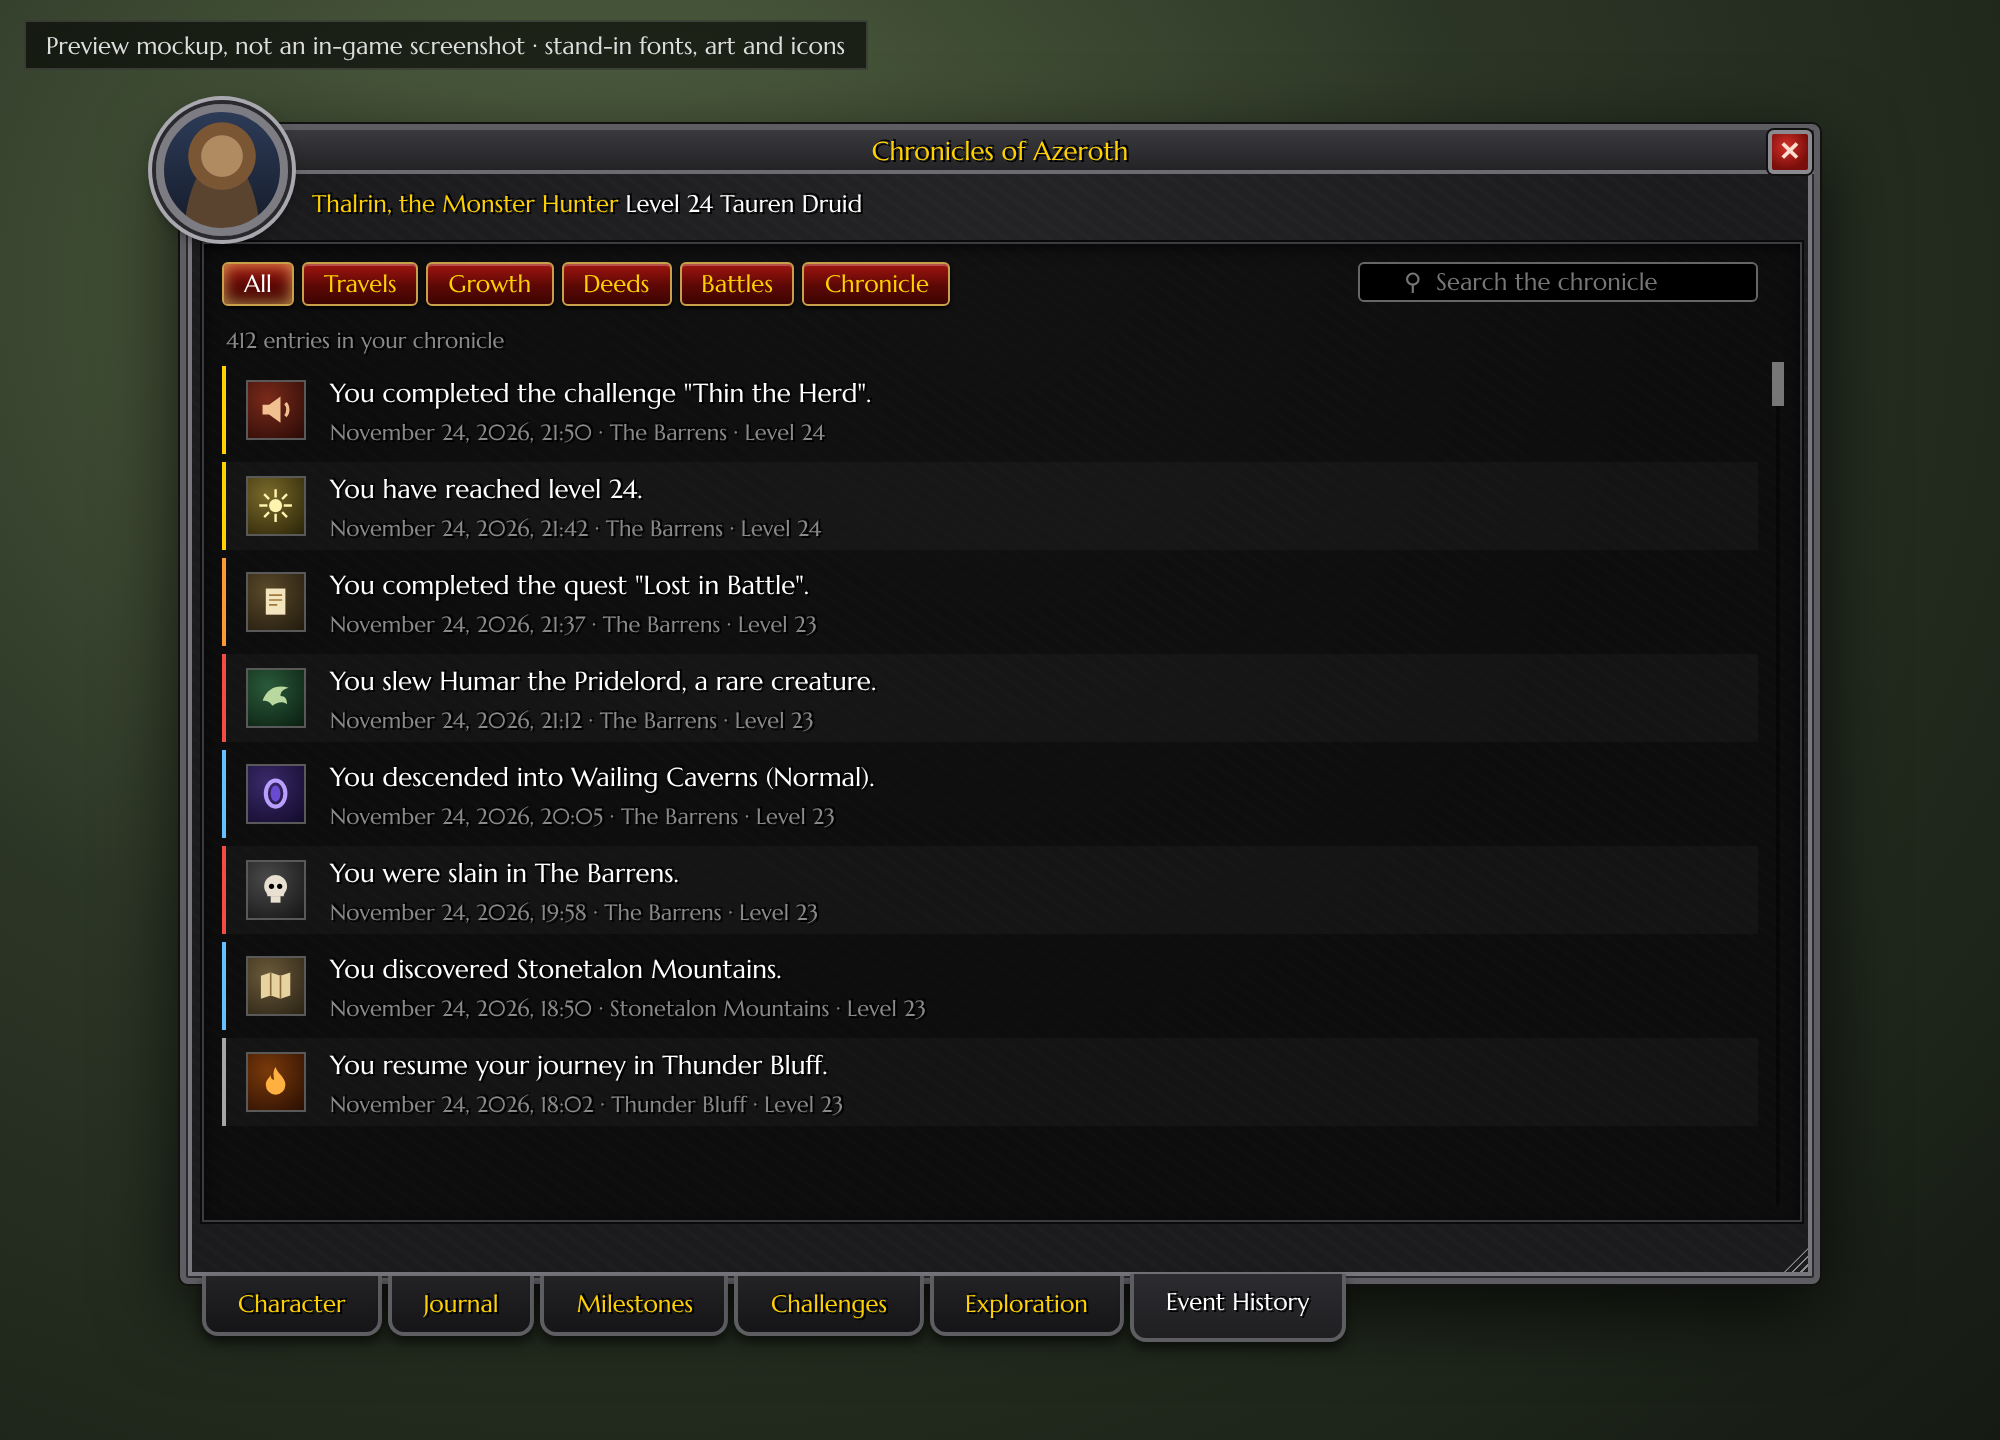 Preview mockup, not an in-game screenshot · stand-in fonts, art and icons
Chronicles of Azeroth
Thalrin, the Monster Hunter Level 24 Tauren Druid
All
Travels
Growth
Deeds
Battles
Chronicle
Search the chronicle
412 entries in your chronicle
You completed the challenge "Thin the Herd".
November 24, 2026, 21:50 · The Barrens · Level 24
You have reached level 24.
November 24, 2026, 21:42 · The Barrens · Level 24
You completed the quest "Lost in Battle".
November 24, 2026, 21:37 · The Barrens · Level 23
You slew Humar the Pridelord, a rare creature.
November 24, 2026, 21:12 · The Barrens · Level 23
You descended into Wailing Caverns (Normal).
November 24, 2026, 20:05 · The Barrens · Level 23
You were slain in The Barrens.
November 24, 2026, 19:58 · The Barrens · Level 23
You discovered Stonetalon Mountains.
November 24, 2026, 18:50 · Stonetalon Mountains · Level 23
You resume your journey in Thunder Bluff.
November 24, 2026, 18:02 · Thunder Bluff · Level 23
Character
Journal
Milestones
Challenges
Exploration
Event History